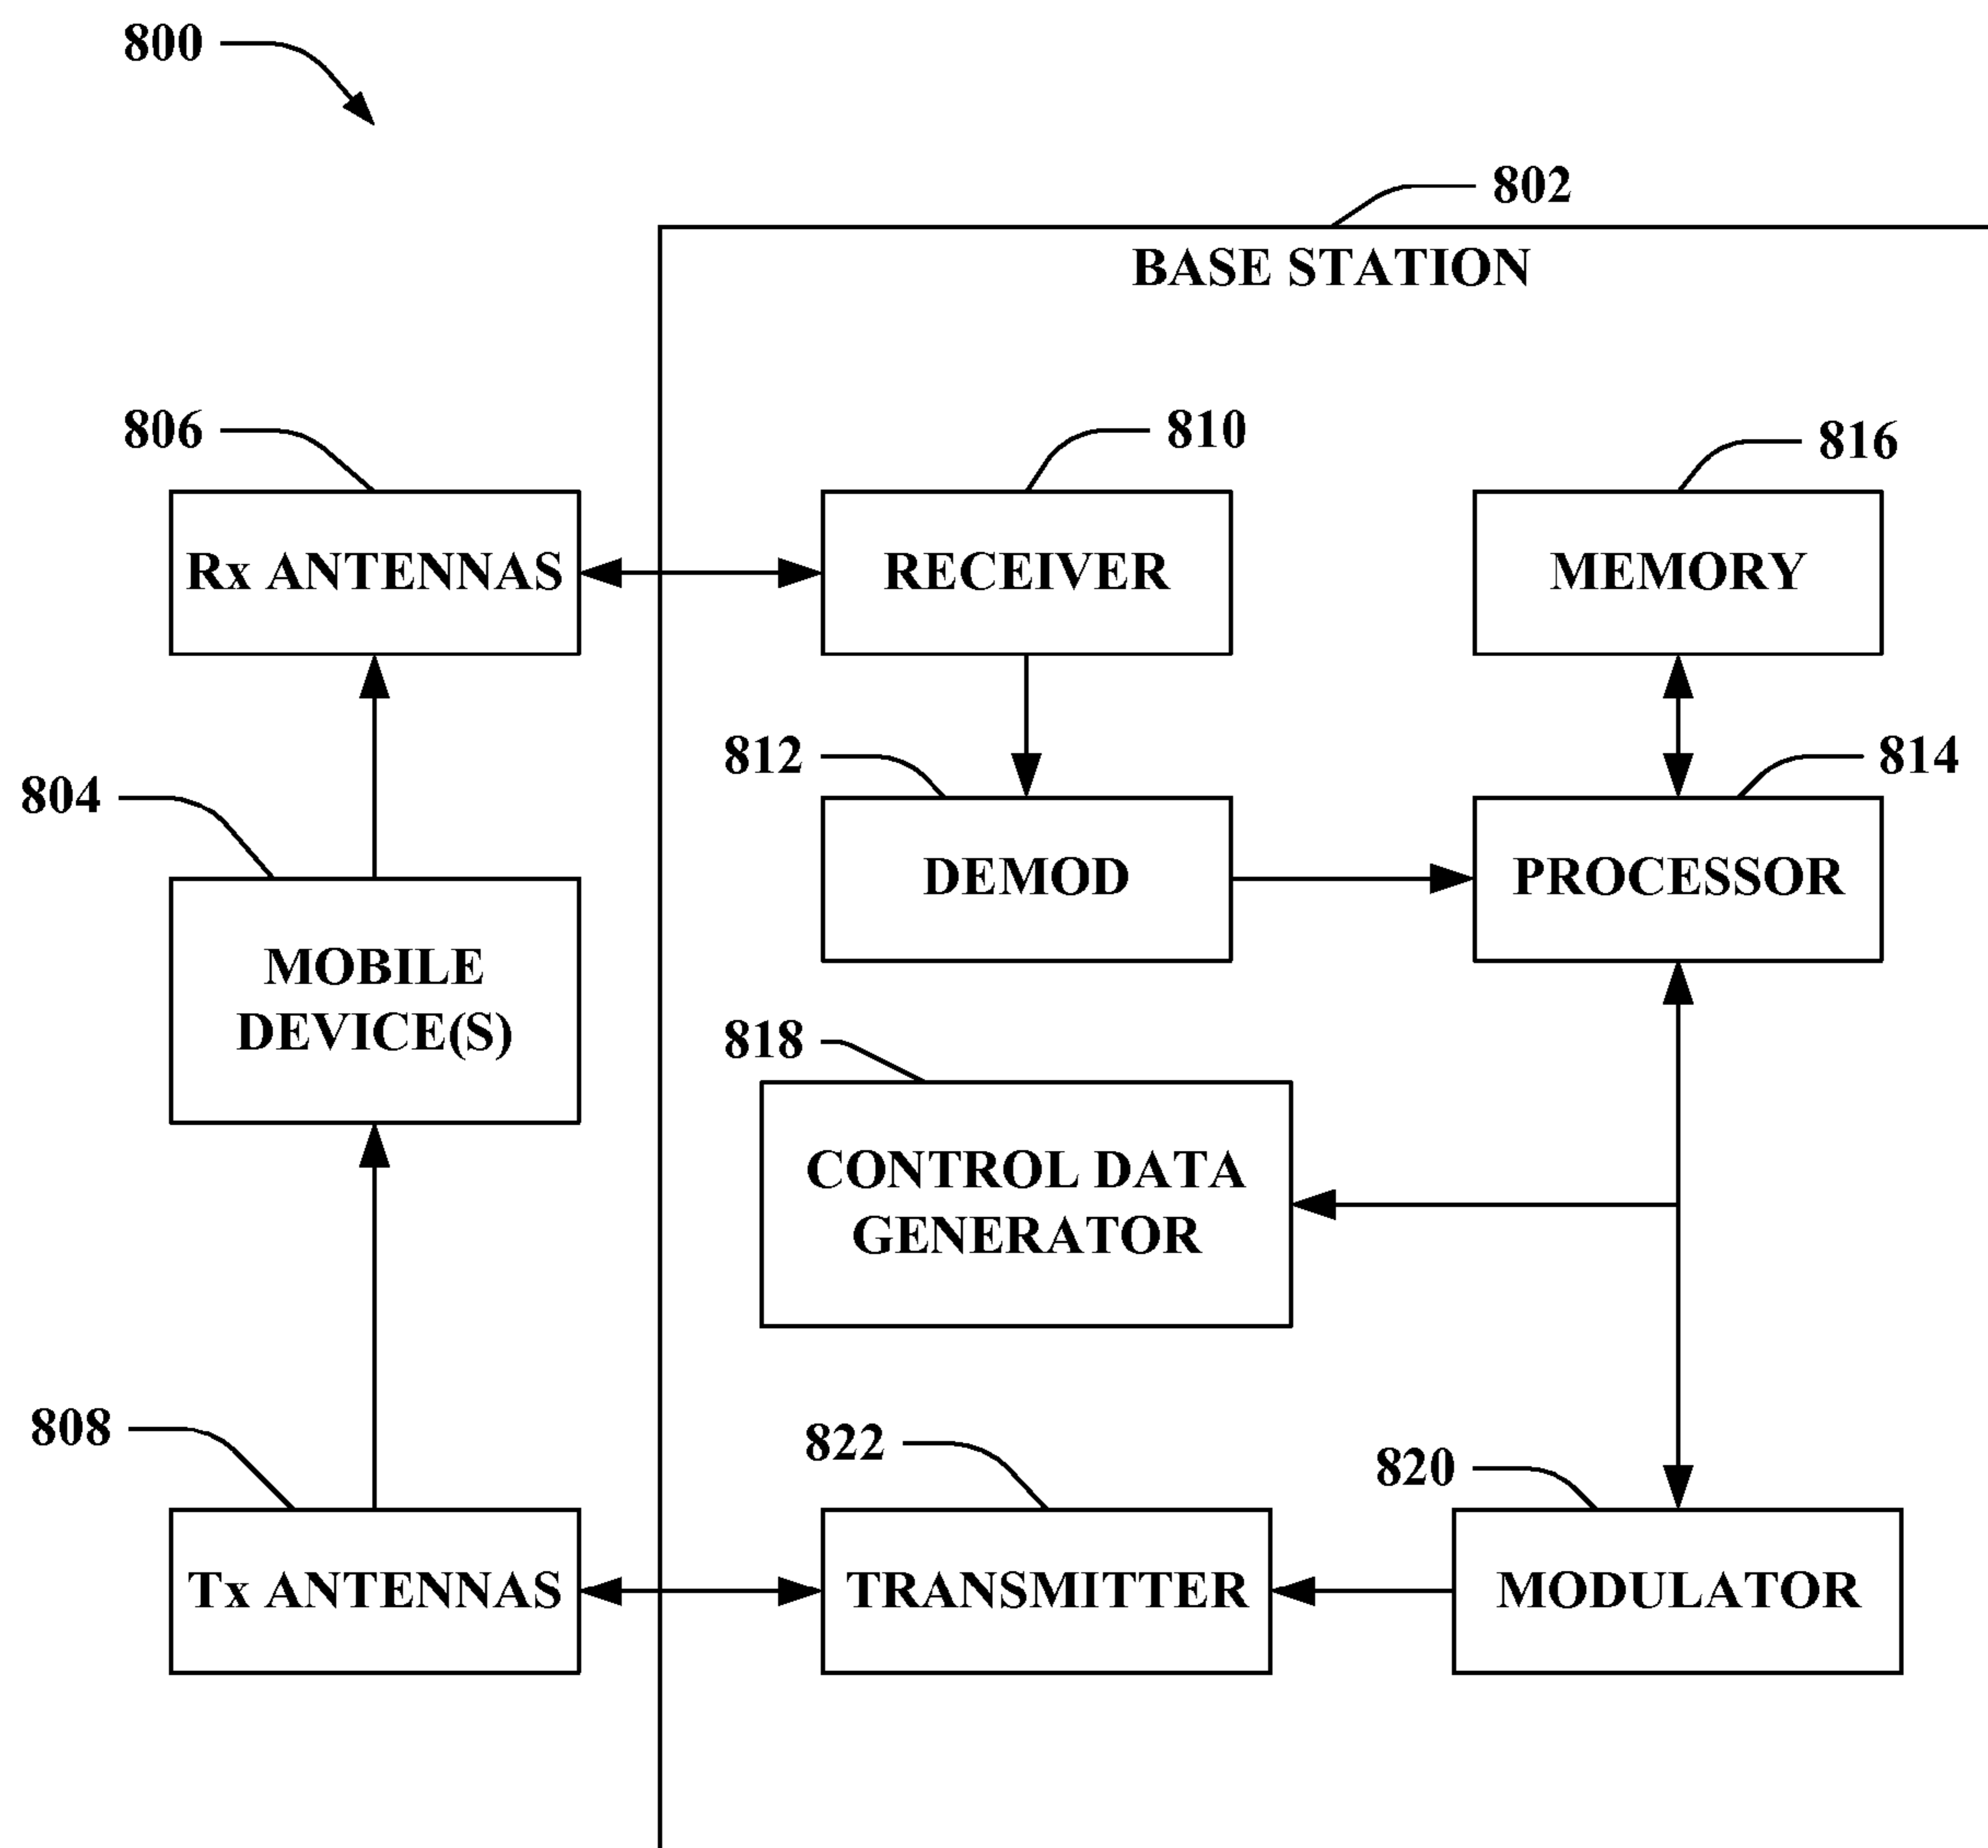 800
802
BASE STATION
806
810
816
Rx ANTENNAS
RECEIVER
MEMORY
812
814
804
DEMOD
PROCESSOR
MOBILE
DEVICE(S)
818
CONTROL DATA
GENERATOR
808
822
820
Tx ANTENNAS
TRANSMITTER
MODULATOR